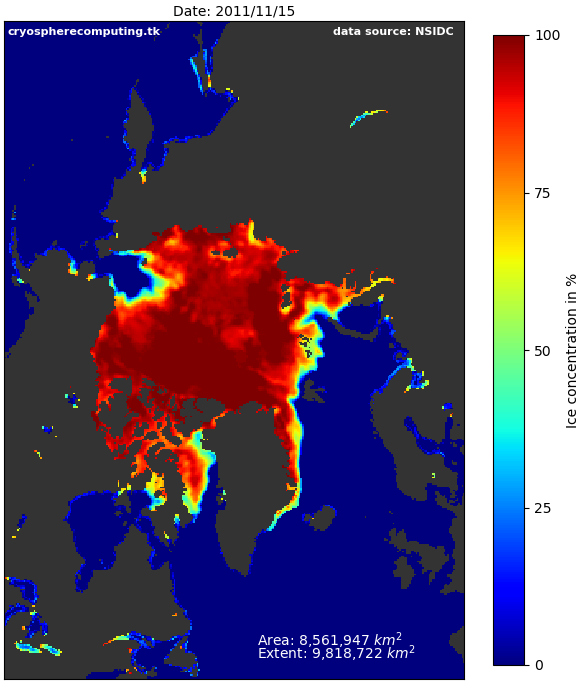 Date: 2011/11/15
cryospherecomputing.tk data source: NSIDC
100
75
50
25
0
Ice concentration in %
Area: 8,561,947 km²
Extent: 9,818,722 km²